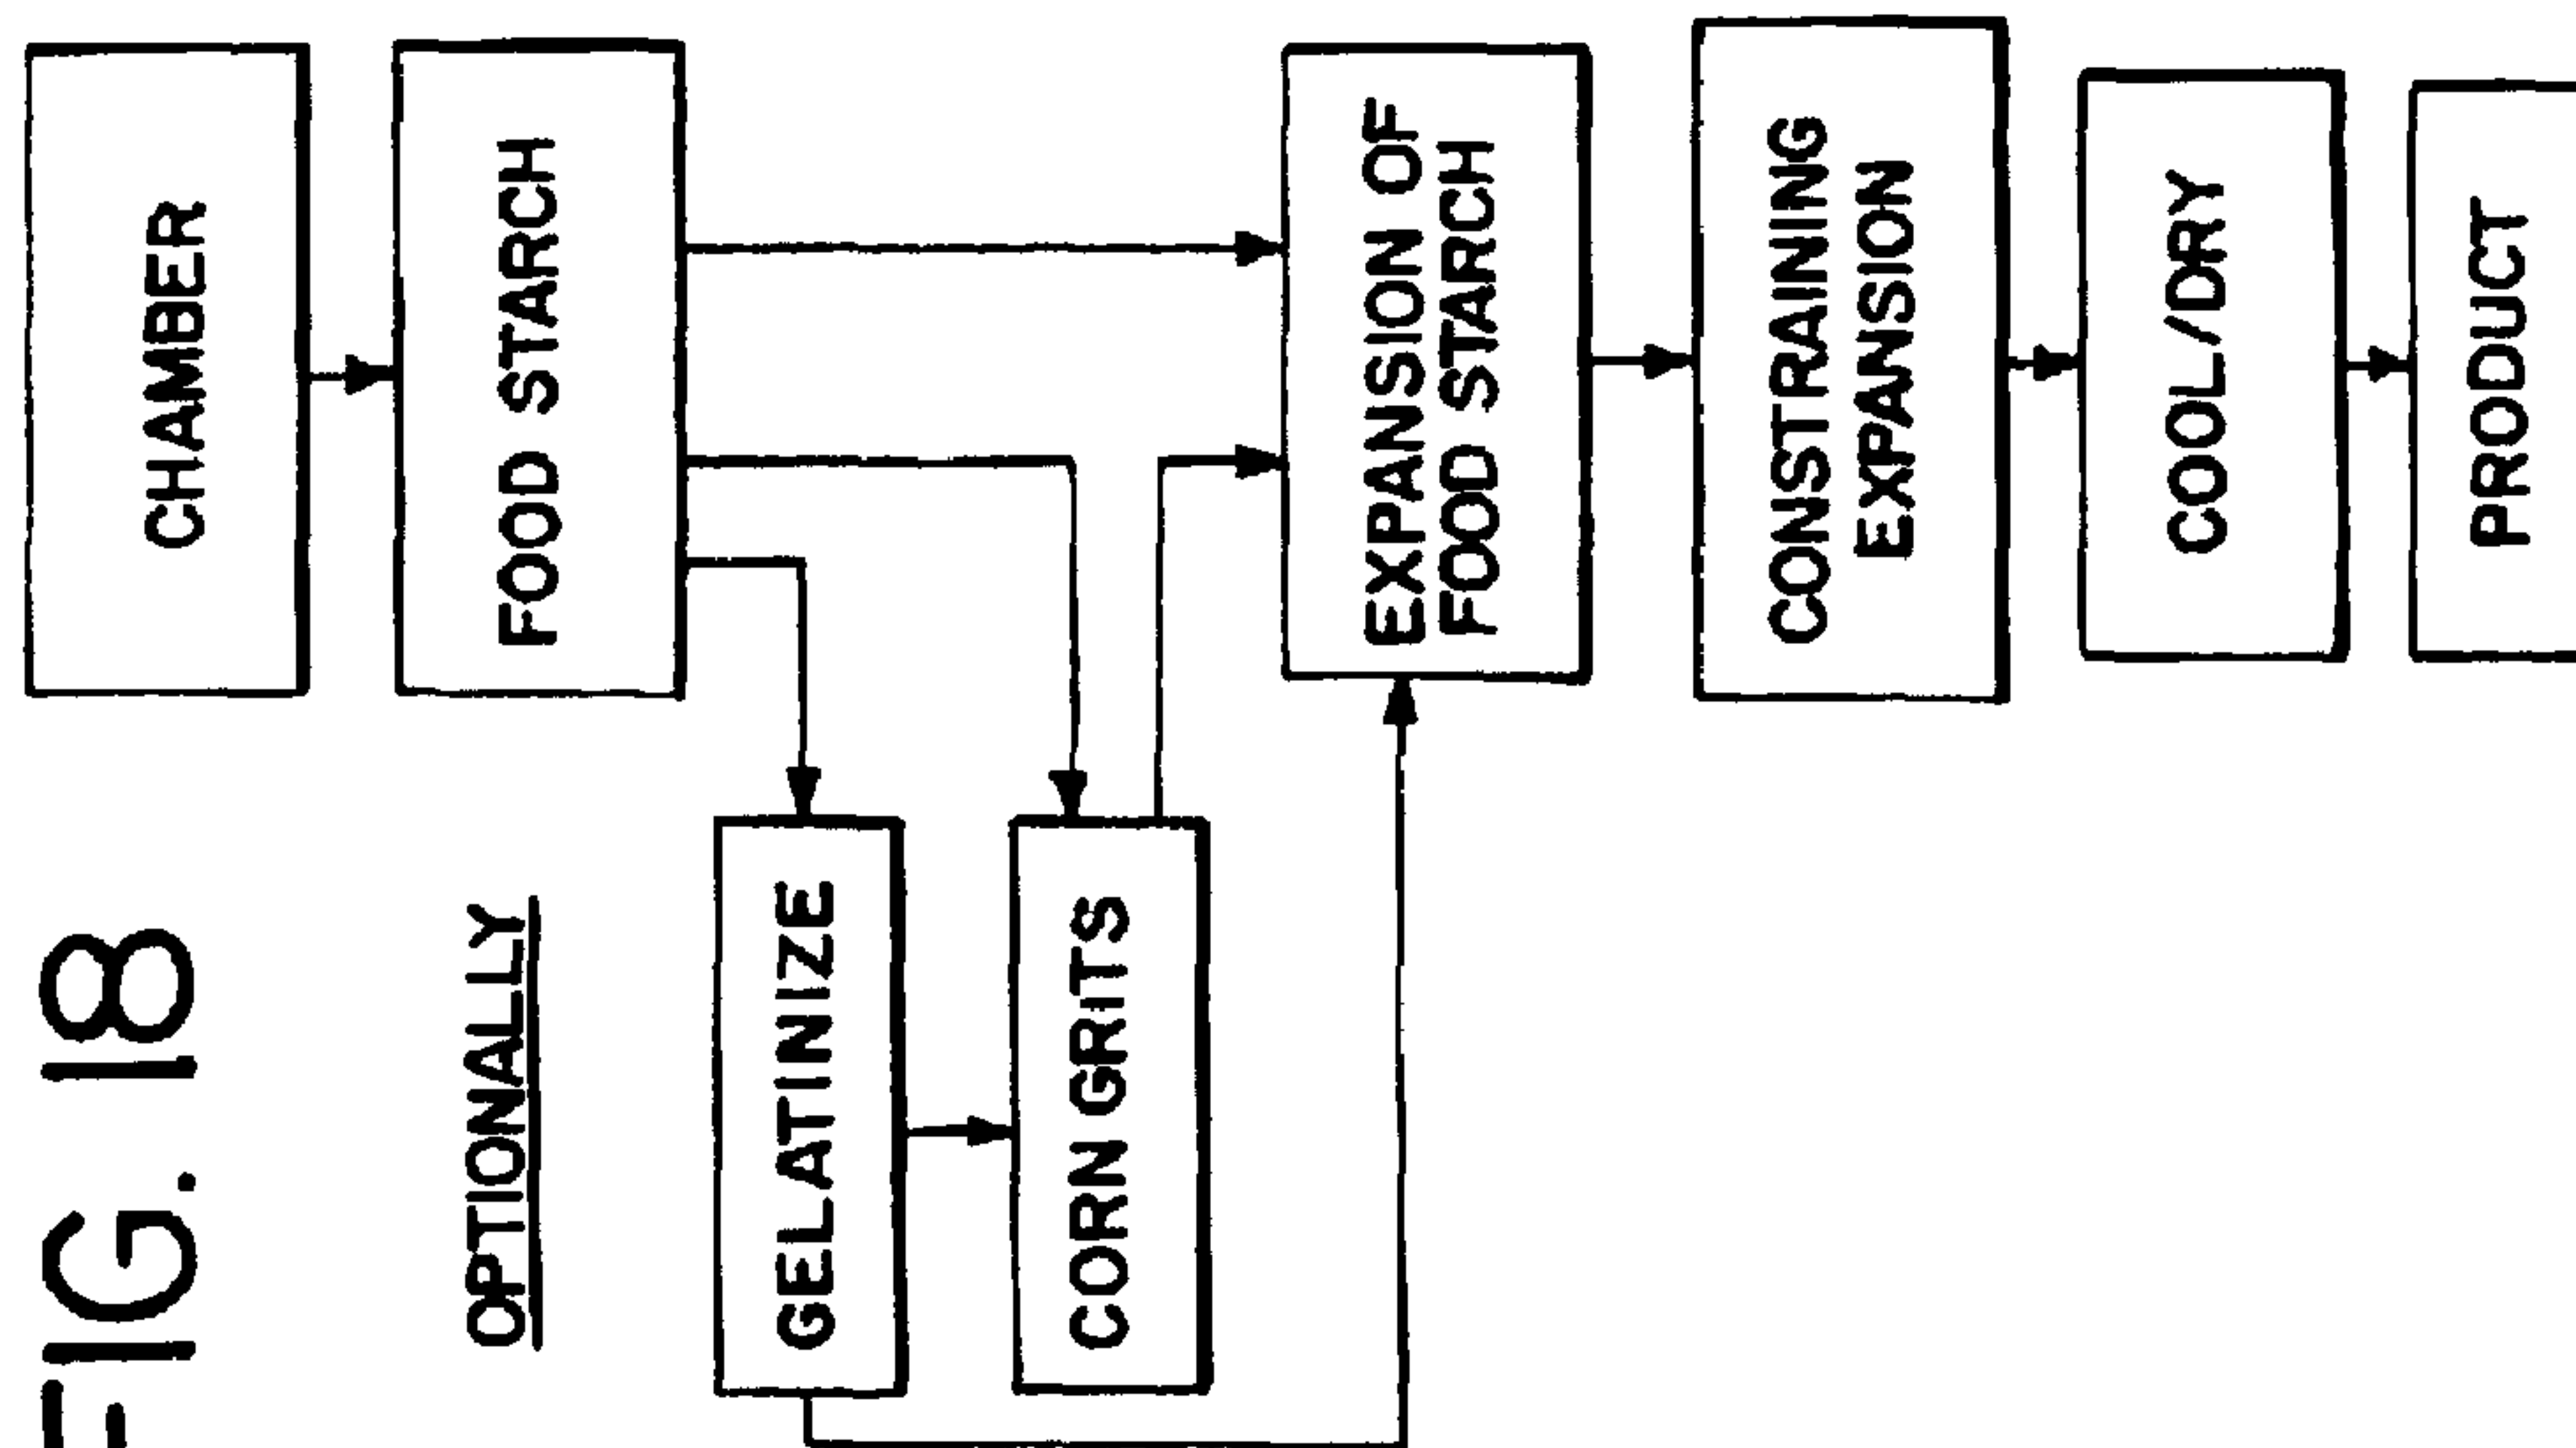 FIG. 18
OPTIONALLY
CHAMBER
FOOD STARCH
GELATINIZE
CORN GRITS
EXPANSION OF
FOOD STARCH
CONSTRAINING
EXPANSION
COOL/DRY
PRODUCT